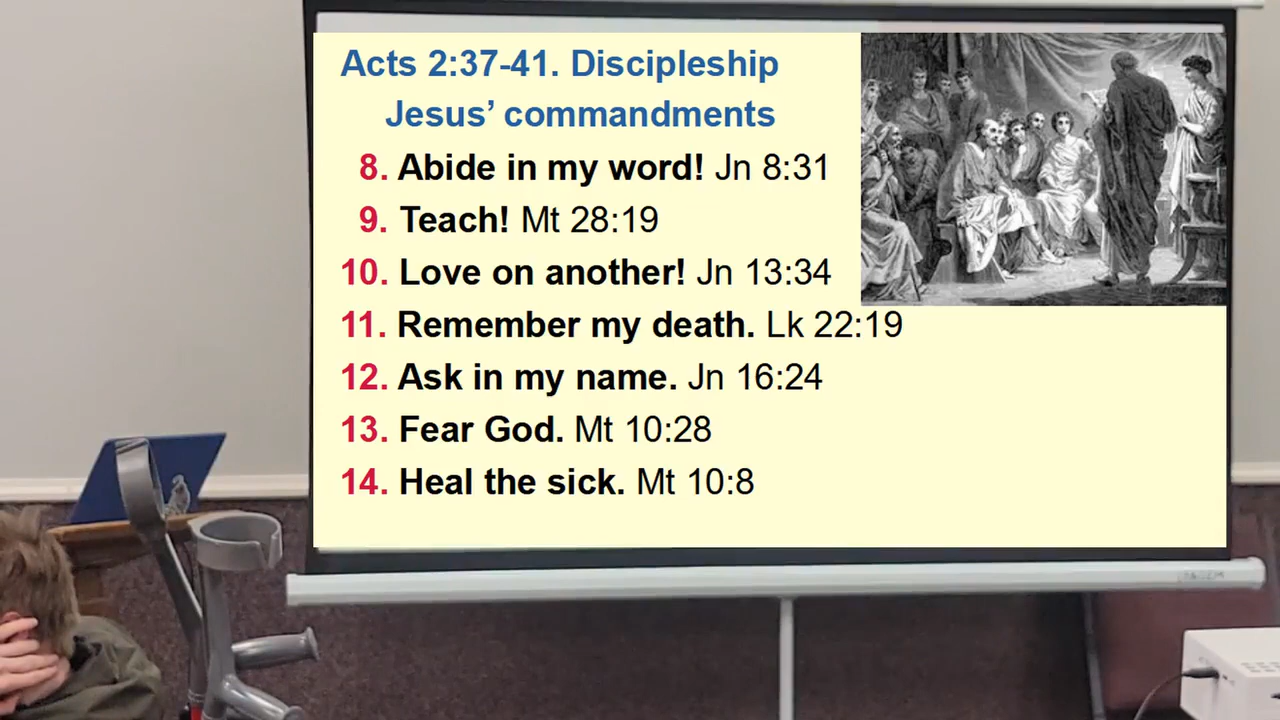 Acts 2:37-41. Discipleship
Jesus’ commandments
8. Abide in my word! Jn 8:31
9. Teach! Mt 28:19
10. Love on another! Jn 13:34
11. Remember my death. Lk 22:19
12. Ask in my name. Jn 16:24
13. Fear God. Mt 10:28
14. Heal the sick. Mt 10:8